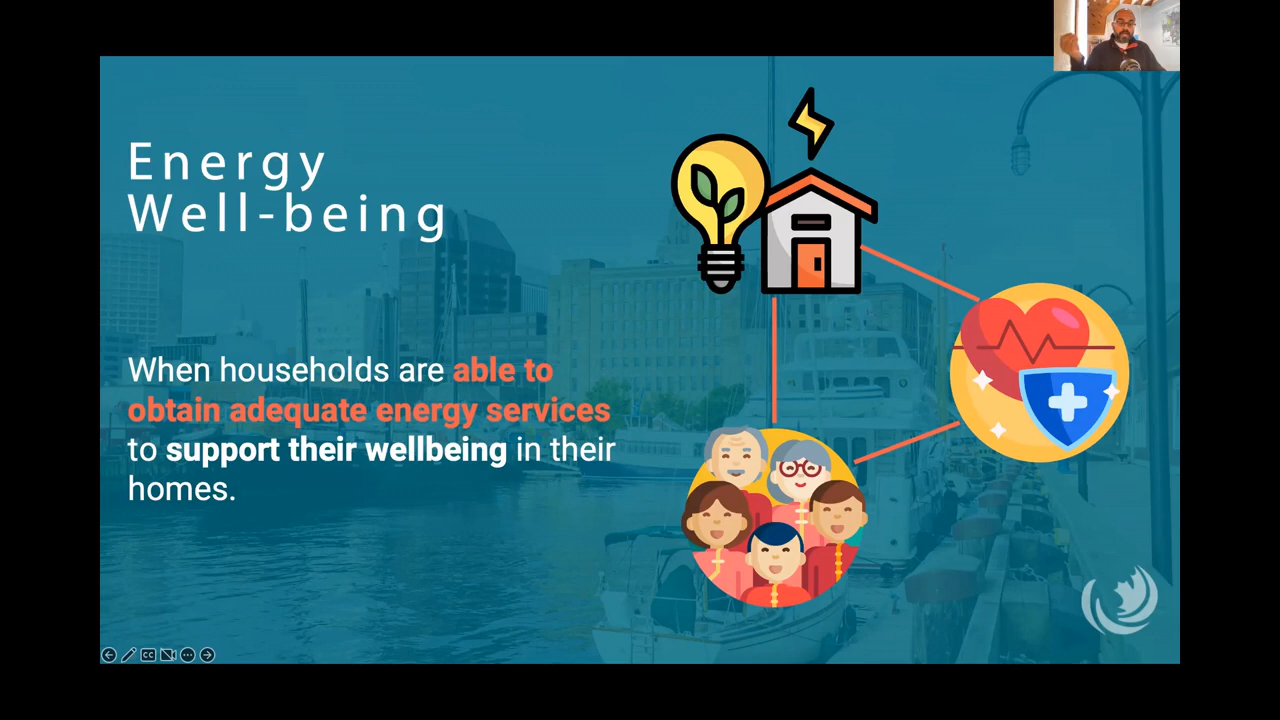 Energy
Well-being
When households are able to
obtain adequate energy services
to support their wellbeing in their
homes.
CC